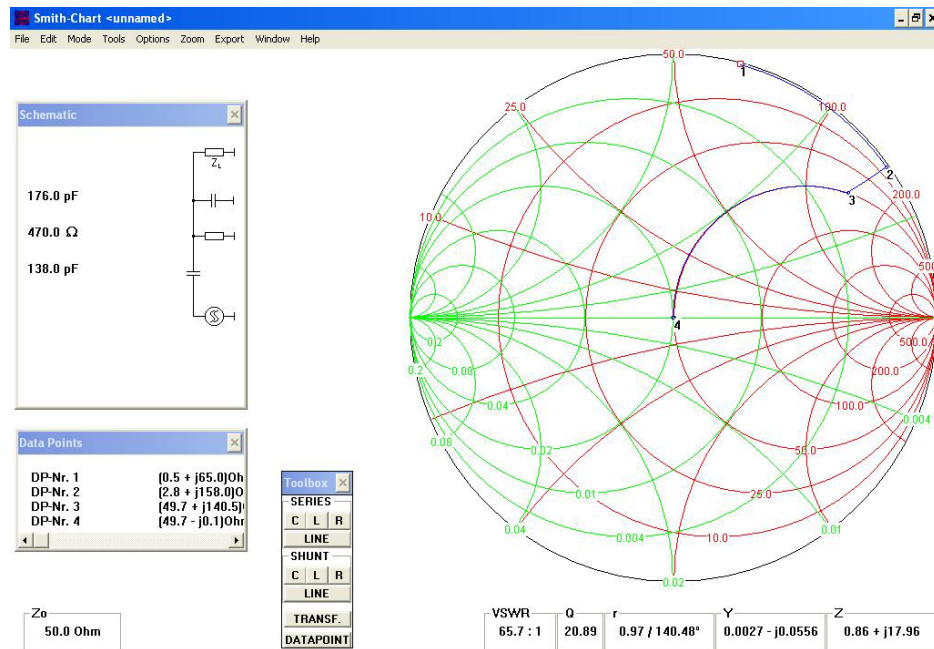 Smith-Chart <unnamed>
File Edit Mode Tools Options Zoom Export Window Help
Schematic
Z_L
176.0 pF
470.0 Ω
138.0 pF
Data Points
DP-Nr. 1 (0.5 + j65.0)Oh
DP-Nr. 2 (2.8 + j158.0)O
DP-Nr. 3 (49.7 + j140.5)
DP-Nr. 4 (49.7 - j0.1)Ohr
Toolbox
SERIES
C L R
LINE
SHUNT
C L R
LINE
TRANSF.
DATAPOINT
Zo
50.0 Ohm
50.0
1
25.0
100.0
2
200.0
3
10.0
500
4
0.2
500.0
0.2
0.08
200.0
0.04
100.0
0.004
0.08
0.02
50.0
0.01
25.0
0.04
0.004
10.0
0.01
0.02
VSWR
65.7 : 1
Q
20.89
r
0.97 / 140.48°
Y
0.0027 - j0.0556
Z
0.86 + j17.96